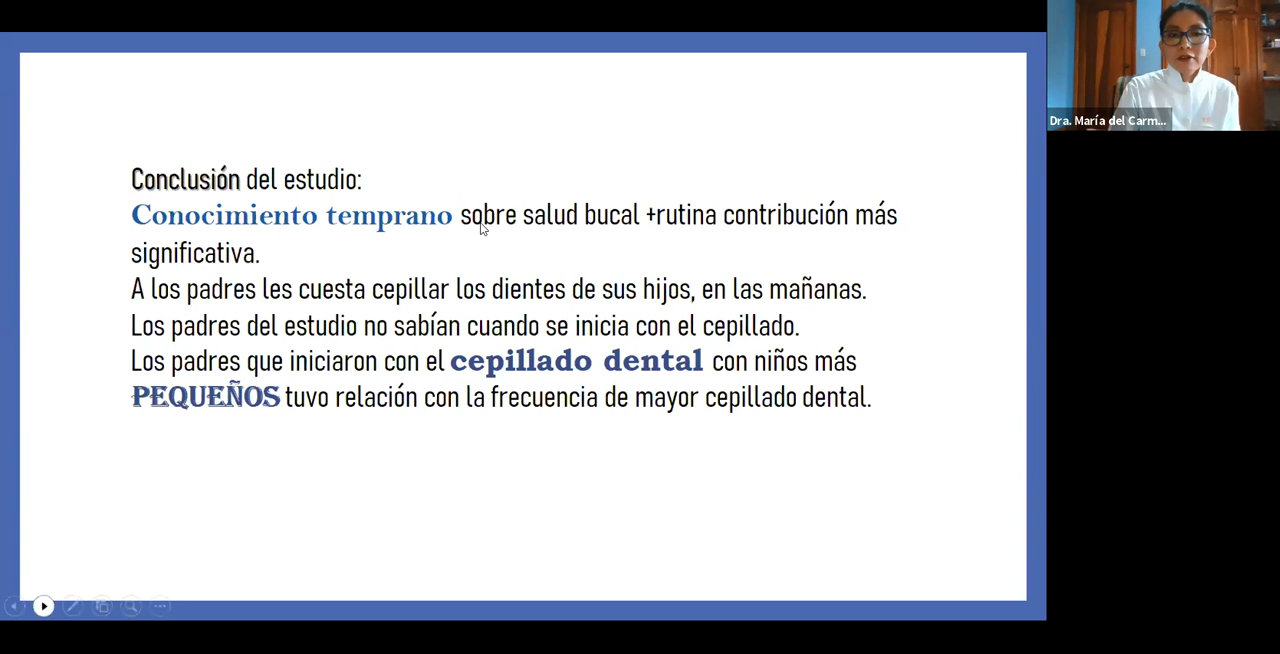 Conclusión del estudio:
Conocimiento temprano sobre salud bucal +rutina contribución más
significativa.
A los padres les cuesta cepillar los dientes de sus hijos, en las mañanas.
Los padres del estudio no sabían cuando se inicia con el cepillado.
Los padres que iniciaron con el cepillado dental con niños más
PEQUEÑOS tuvo relación con la frecuencia de mayor cepillado dental.
Dra. María del Carm...